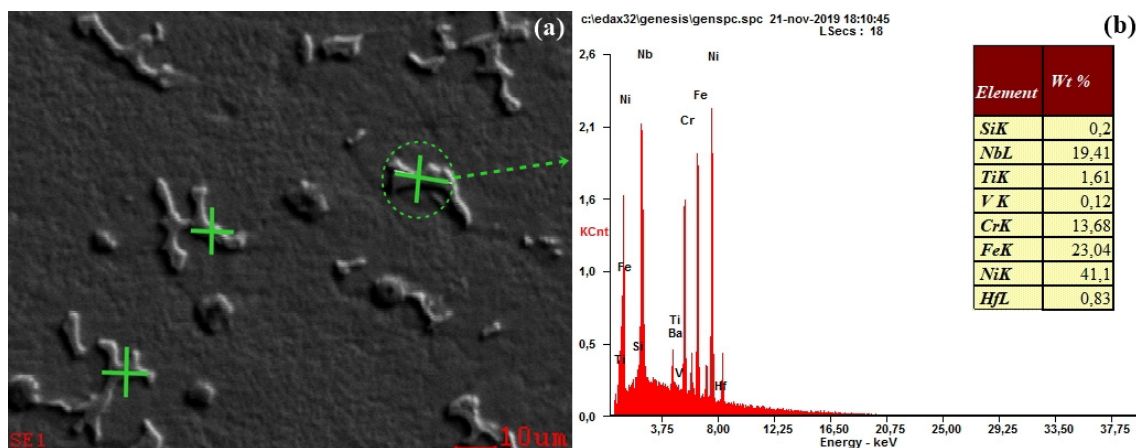 (a)
SE1
10um
c:\edax32\genesis\genspc.spc 21-nov-2019 18:10:45
LSecs : 18
(b)
2,6
2,1
1,6
KCnt
1,0
0,5
0,0
Nb
Ni
Ni
Fe
Cr
Fe
Ti
Ba
Si
Ti
V
Hf
3,75
8,00
12,25
16,50
20,75
25,00
29,25
33,50
37,75
Energy - keV
Element Wt %
SiK 0,2
NbL 19,41
TiK 1,61
V K 0,12
CrK 13,68
FeK 23,04
NiK 41,1
HfL 0,83